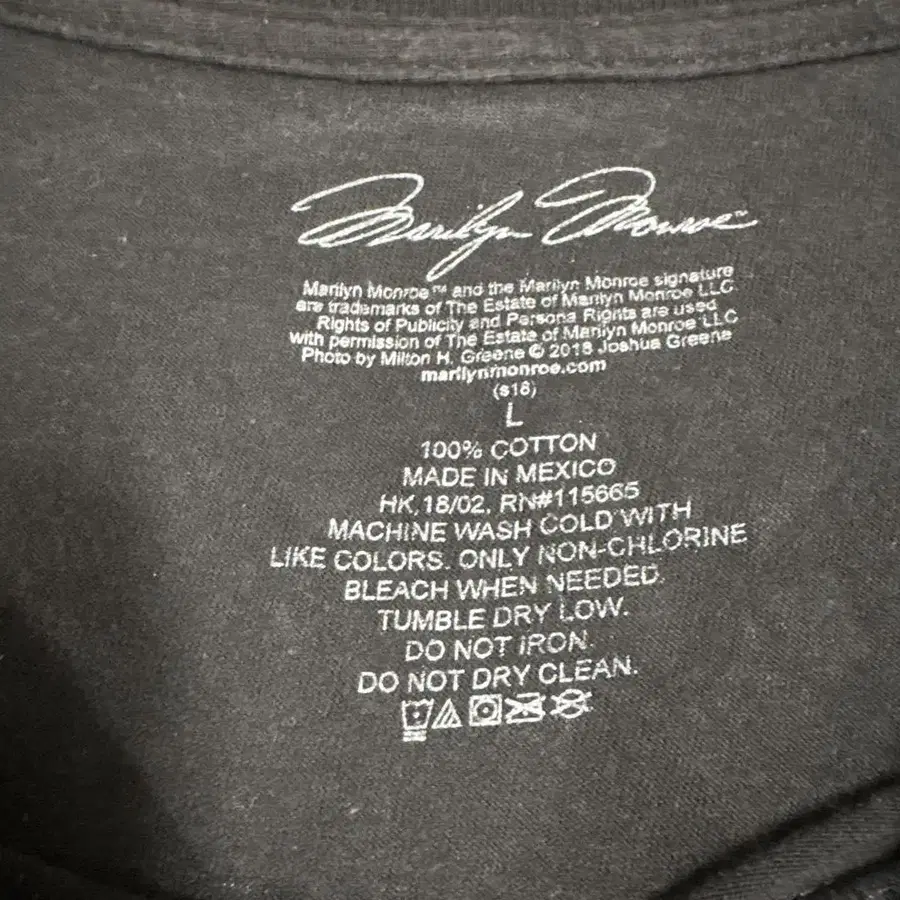 Marilyn Monroe™
Marilyn Monroe™ and the Marilyn Monroe signature
are trademarks of The Estate of Marilyn Monroe LLC
Rights of Publicity and Persona Rights are used
with permission of The Estate of Marilyn Monroe LLC
Photo by Milton H. Greene © 2018 Joshua Greene
marilynmonroe.com
(s18)
L
100% COTTON
MADE IN MEXICO
HK,18/02, RN#115665
MACHINE WASH COLD WITH
LIKE COLORS. ONLY NON-CHLORINE
BLEACH WHEN NEEDED.
TUMBLE DRY LOW.
DO NOT IRON.
DO NOT DRY CLEAN.